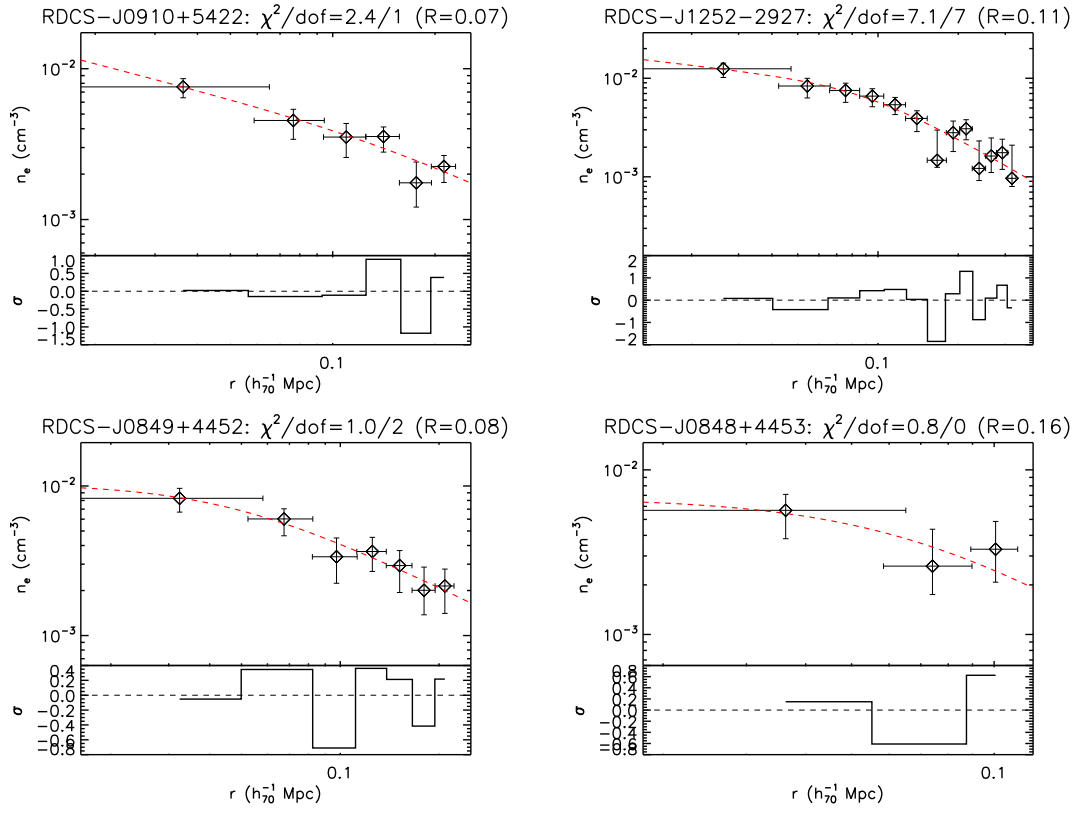 RDCS-J0910+5422: χ²/dof=2.4/1 (R=0.07)
10⁻²
nₑ (cm⁻³)
10⁻³
1.0
0.5
0.0
−0.5
−1.0
−1.5
σ
0.1
r (h₇₀⁻¹ Mpc)
RDCS-J1252-2927: χ²/dof=7.1/7 (R=0.11)
10⁻²
nₑ (cm⁻³)
10⁻³
2
1
0
−1
−2
σ
0.1
r (h₇₀⁻¹ Mpc)
RDCS-J0849+4452: χ²/dof=1.0/2 (R=0.08)
10⁻²
nₑ (cm⁻³)
10⁻³
0.4
0.2
0.0
−0.2
−0.4
−0.6
−0.8
σ
0.1
r (h₇₀⁻¹ Mpc)
RDCS-J0848+4453: χ²/dof=0.8/0 (R=0.16)
10⁻²
nₑ (cm⁻³)
10⁻³
0.8
0.6
0.4
0.2
0.0
−0.2
−0.4
−0.6
−0.8
σ
0.1
r (h₇₀⁻¹ Mpc)